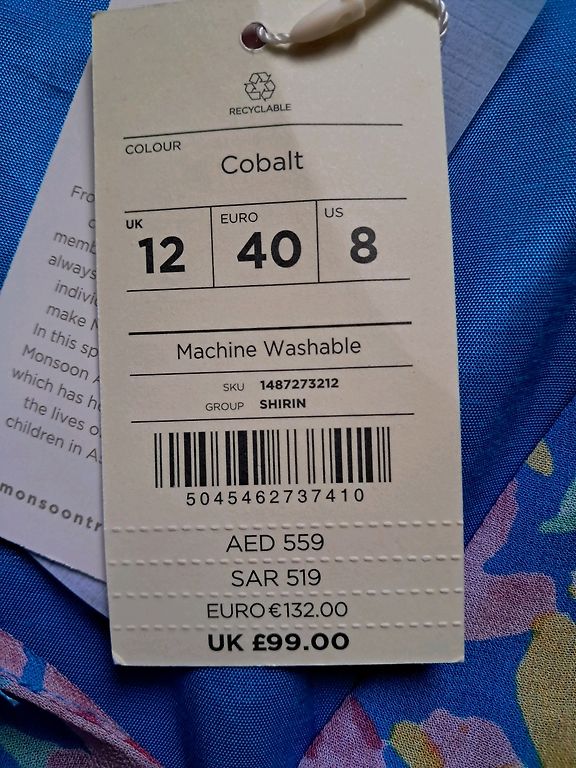 RECYCLABLE
COLOUR
Cobalt
UK EURO US
12 40 8
Machine Washable
SKU 1487273212
GROUP SHIRIN
5045462737410
AED 559
SAR 519
EURO €132.00
UK £99.00
always
make
In this
Monsoon
which has
the lives
children in